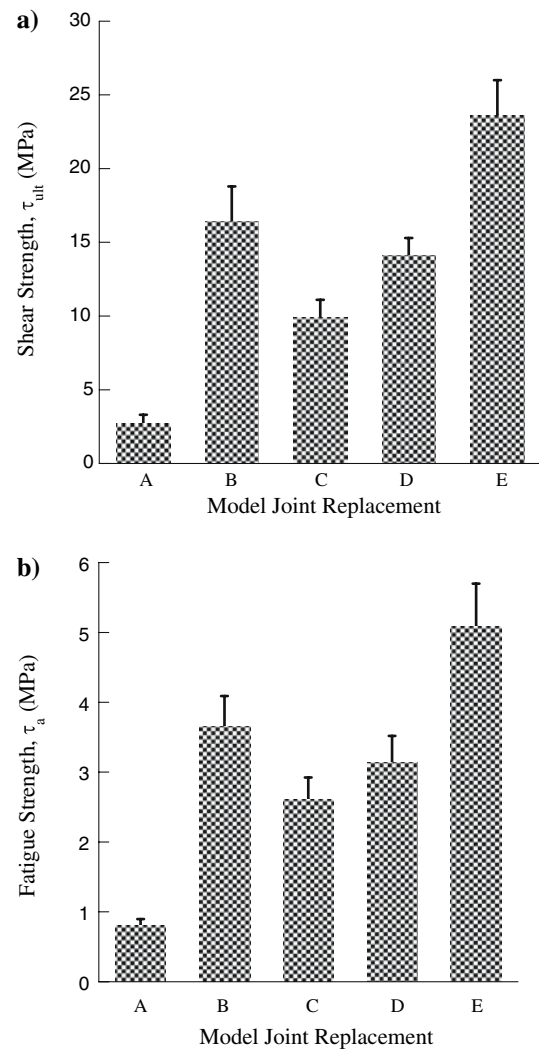 a)
Shear Strength, τult (MPa)
30
25
20
15
10
5
0
A B C D E
Model Joint Replacement
b)
Fatigue Strength, τa (MPa)
6
5
4
3
2
1
0
A B C D E
Model Joint Replacement